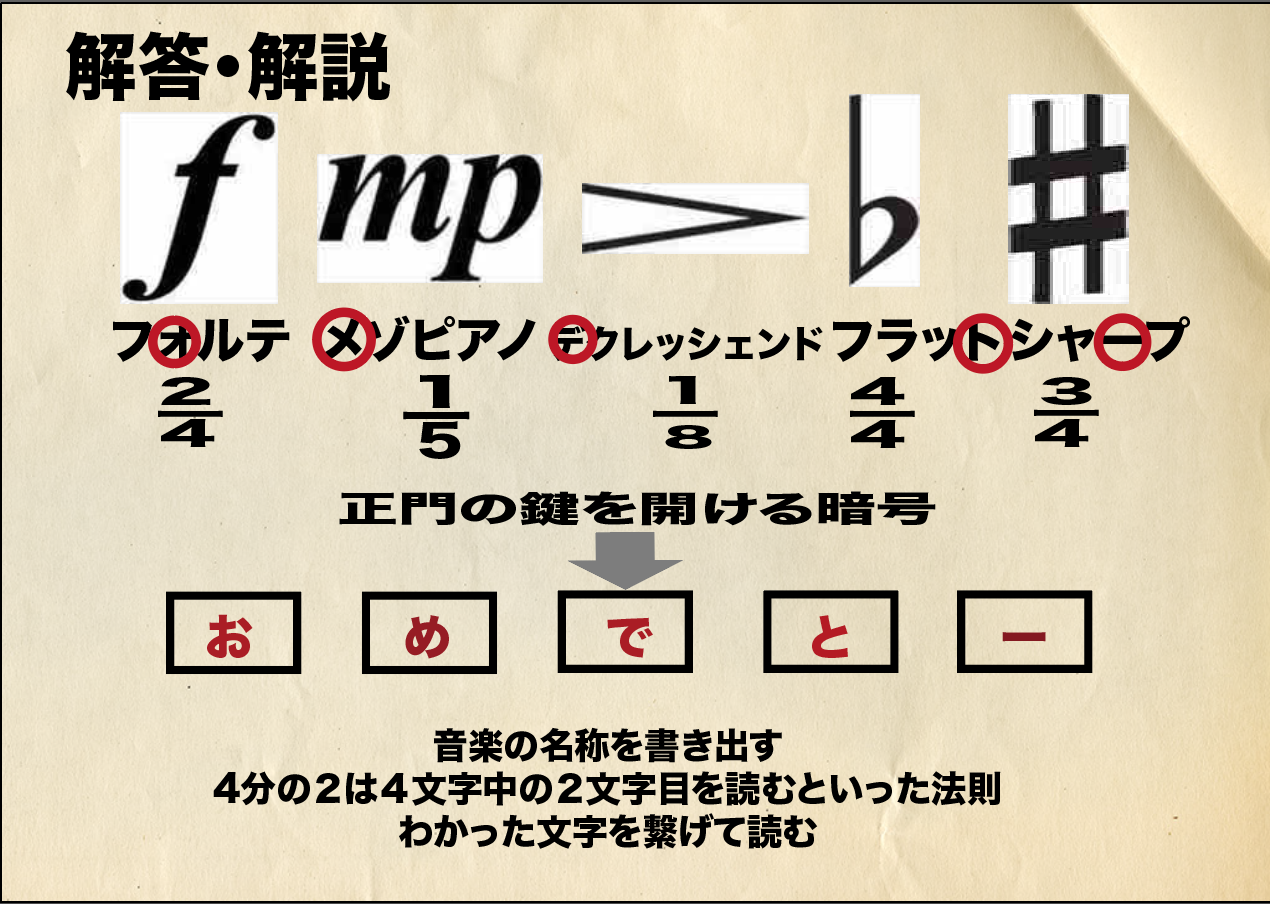 解答・解説
f mp > ♭ ♯
フォルテ メゾピアノ デクレッシェンド フラット シャープ
2/4 1/5 1/8 4/4 3/4
正門の鍵を開ける暗号
お め で と ー
音楽の名称を書き出す
4分の2は4文字中の2文字目を読むといった法則
わかった文字を繋げて読む